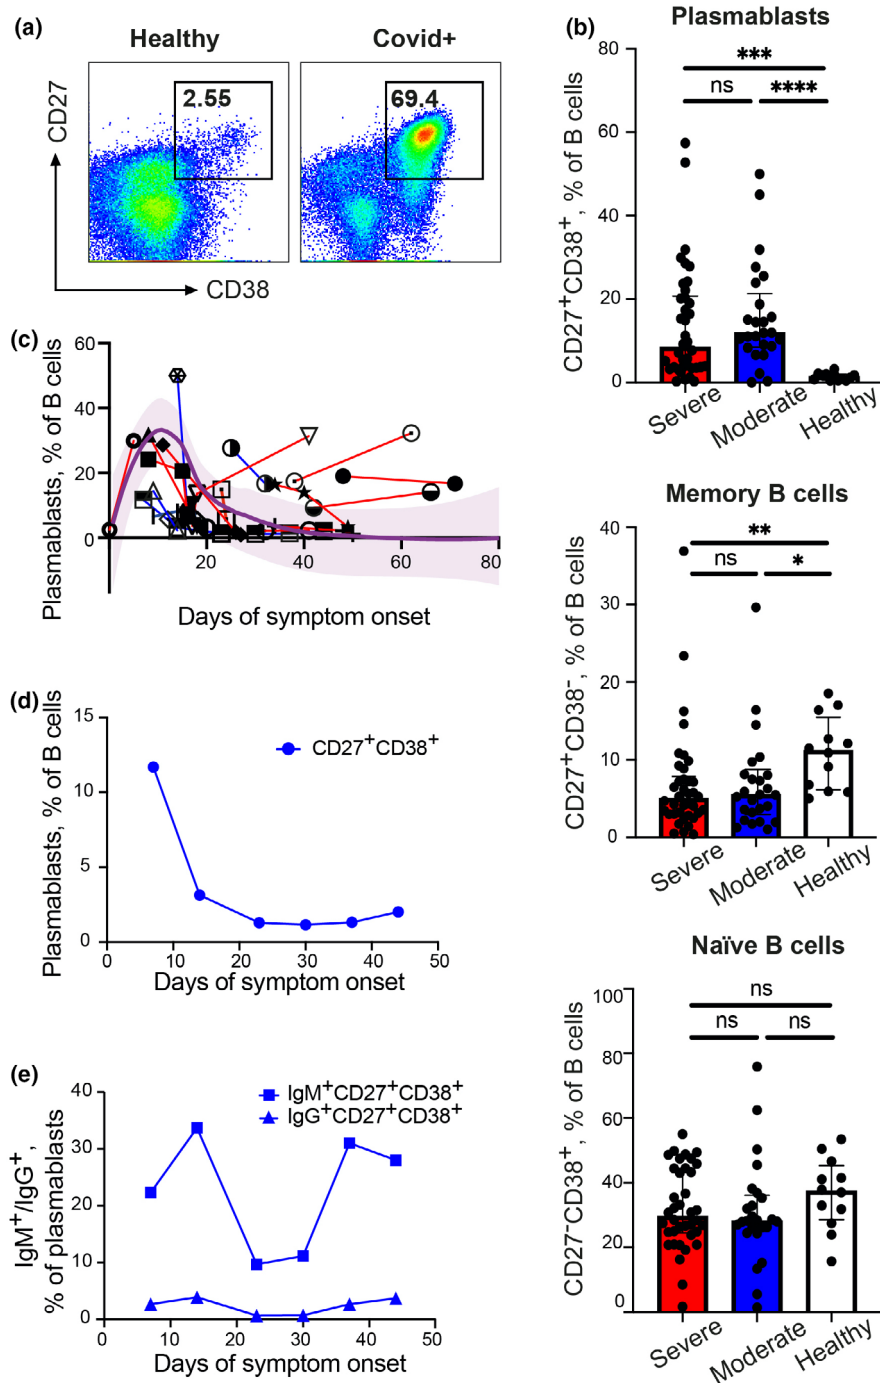 (a)
Healthy
Covid+
CD27
2.55
69.4
CD38
(b)
Plasmablasts
CD27+CD38+, % of B cells
80
60
40
20
0
***
ns
****
Severe
Moderate
Healthy
(c)
Plasmablasts, % of B cells
60
40
20
0
20
40
60
80
Days of symptom onset
Memory B cells
CD27+CD38-, % of B cells
40
30
20
10
0
**
ns
*
Severe
Moderate
Healthy
(d)
Plasmablasts, % of B cells
15
10
5
0
CD27+CD38+
0
10
20
30
40
50
Days of symptom onset
Naïve B cells
CD27-CD38+, % of B cells
100
80
60
40
20
0
ns
ns
ns
Severe
Moderate
Healthy
(e)
IgM+/IgG+,
% of plasmablasts
40
30
20
10
0
IgM+CD27+CD38+
IgG+CD27+CD38+
0
10
20
30
40
50
Days of symptom onset